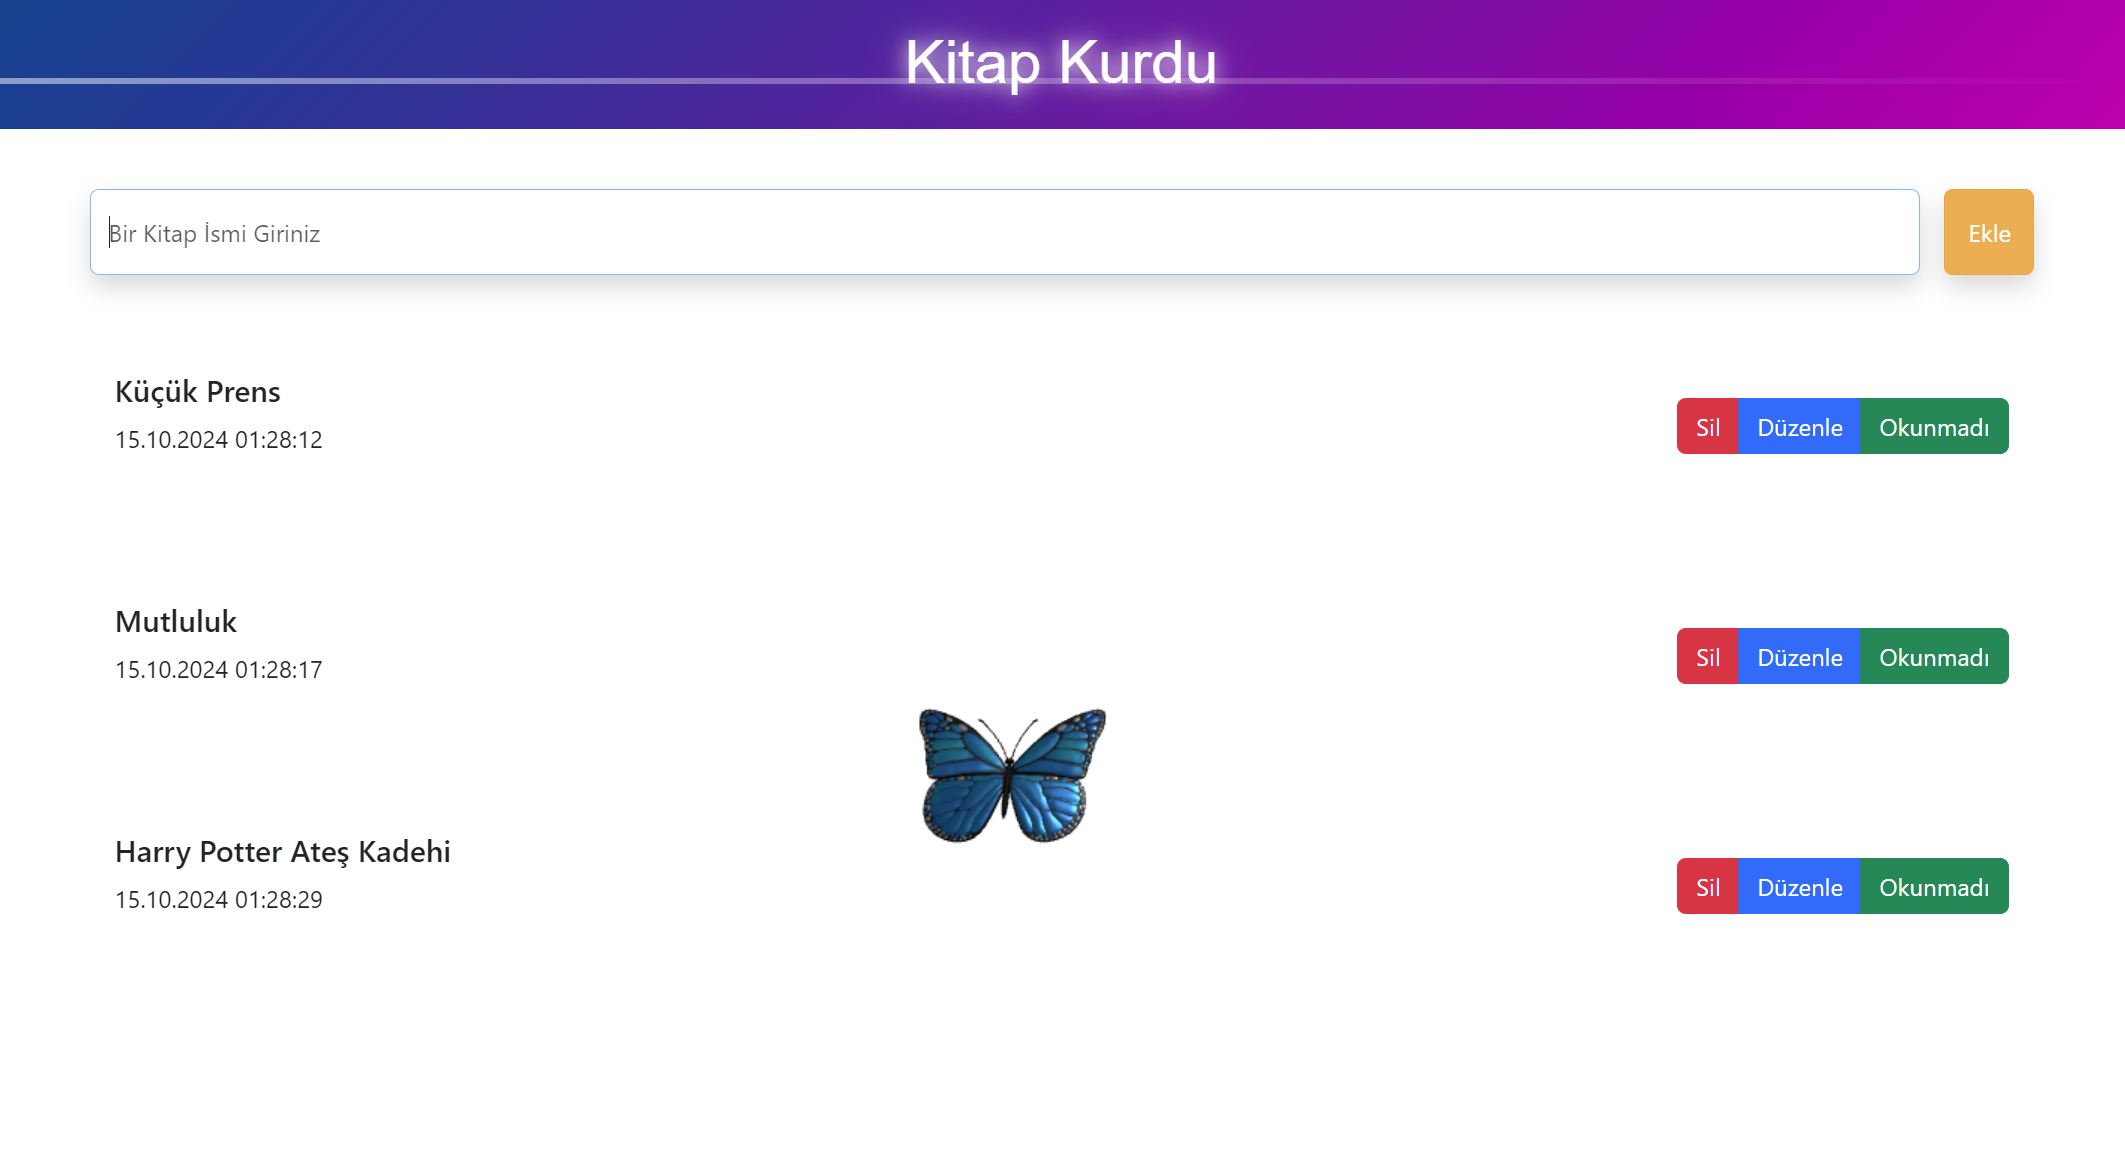 Kitap Kurdu
Bir Kitap İsmi Giriniz
Ekle
Küçük Prens
15.10.2024 01:28:12
Sil Düzenle Okunmadı
Mutluluk
15.10.2024 01:28:17
Sil Düzenle Okunmadı
Harry Potter Ateş Kadehi
15.10.2024 01:28:29
Sil Düzenle Okunmadı